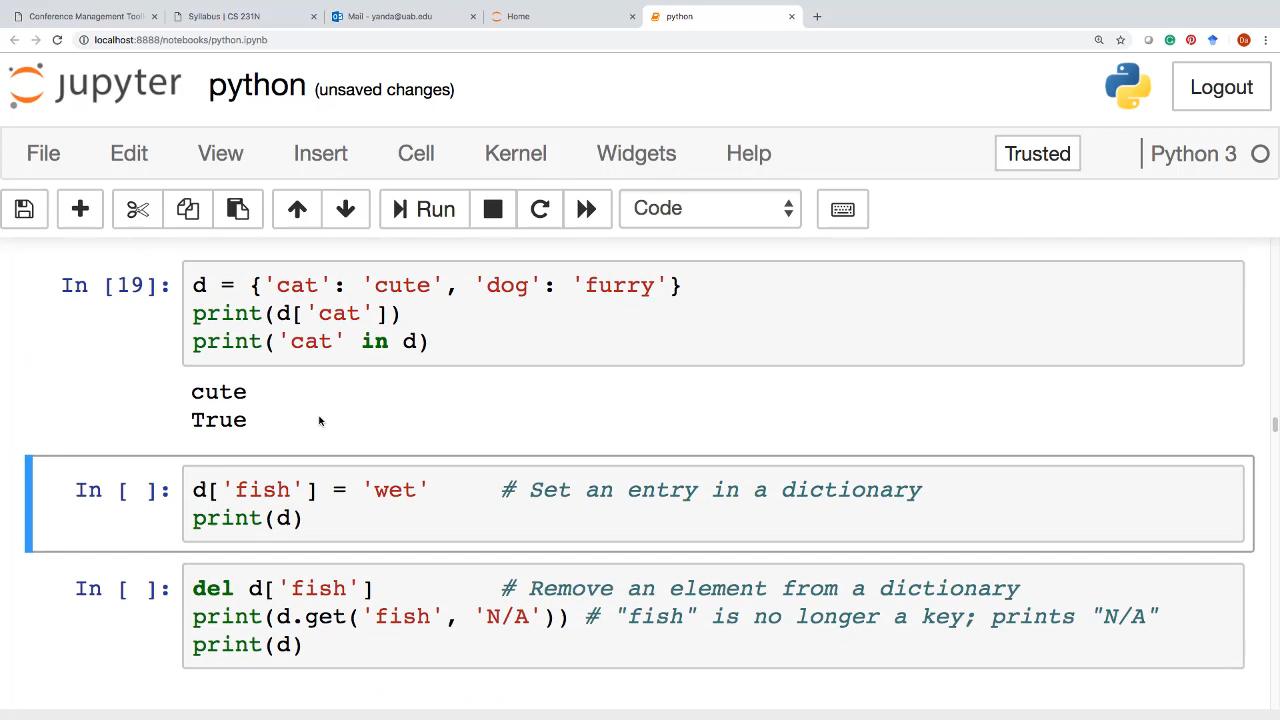 Conference Management Tool
Syllabus | CS 231N
Mail - yanda@uab.edu
Home
python
localhost:8888/notebooks/python.ipynb
Da
jupyter python (unsaved changes)
Logout
File Edit View Insert Cell Kernel Widgets Help Trusted Python 3
Run Code
In [19]: d = {'cat': 'cute', 'dog': 'furry'}
print(d['cat'])
print('cat' in d)
cute
True
In [ ]: d['fish'] = 'wet' # Set an entry in a dictionary
print(d)
In [ ]: del d['fish'] # Remove an element from a dictionary
print(d.get('fish', 'N/A')) # "fish" is no longer a key; prints "N/A"
print(d)